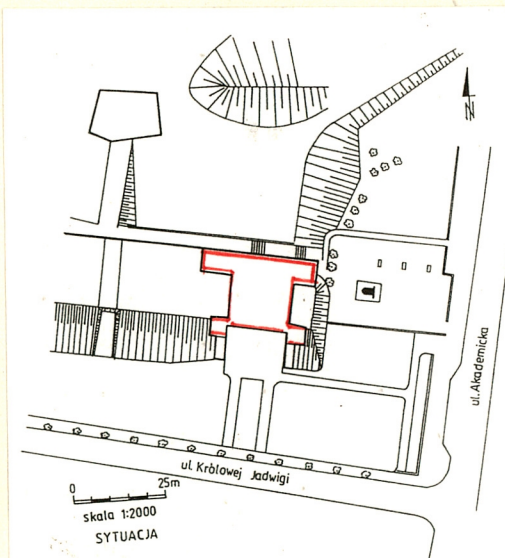 N
ul. Akademicka
ul. Królowej Jadwigi
0 25m
skala 1:2000
SYTUACJA